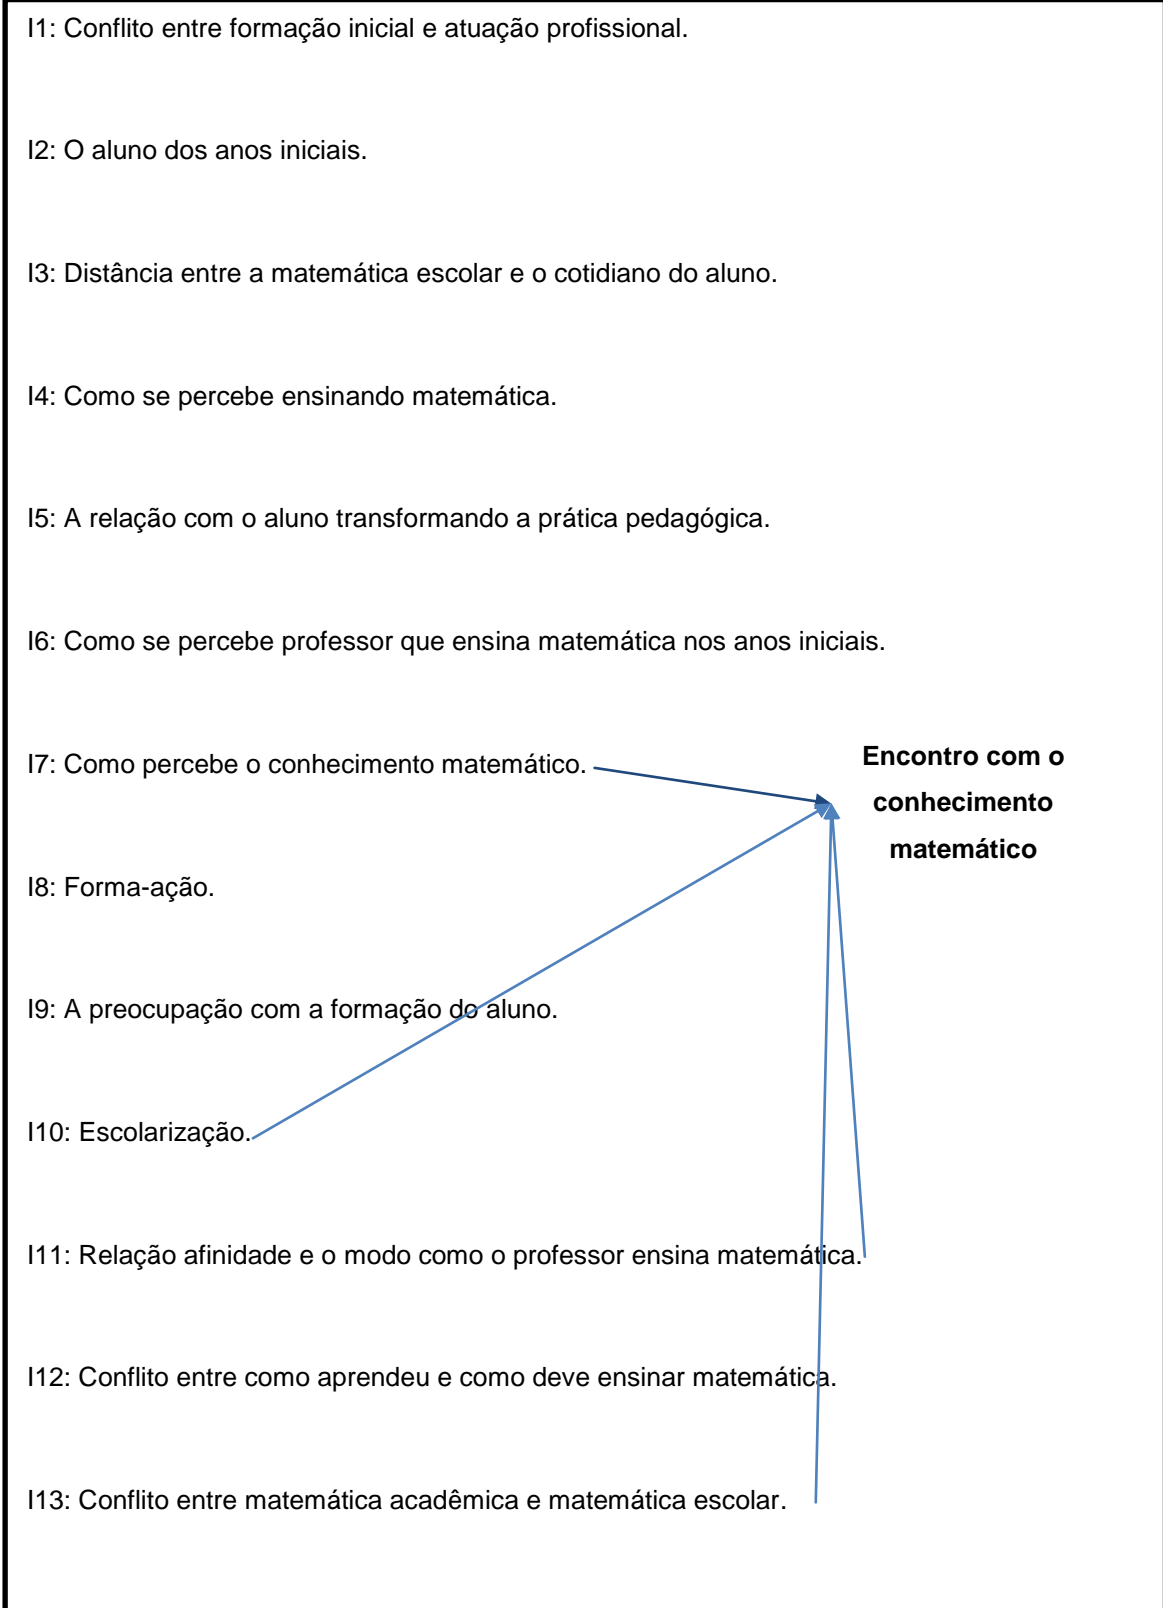 I1: Conflito entre formação inicial e atuação profissional.
I2: O aluno dos anos iniciais.
I3: Distância entre a matemática escolar e o cotidiano do aluno.
I4: Como se percebe ensinando matemática.
I5: A relação com o aluno transformando a prática pedagógica.
I6: Como se percebe professor que ensina matemática nos anos iniciais.
I7: Como percebe o conhecimento matemático.
Encontro com o
conhecimento
matemático
I8: Forma-ação.
I9: A preocupação com a formação do aluno.
I10: Escolarização.
I11: Relação afinidade e o modo como o professor ensina matemática.
I12: Conflito entre como aprendeu e como deve ensinar matemática.
I13: Conflito entre matemática acadêmica e matemática escolar.